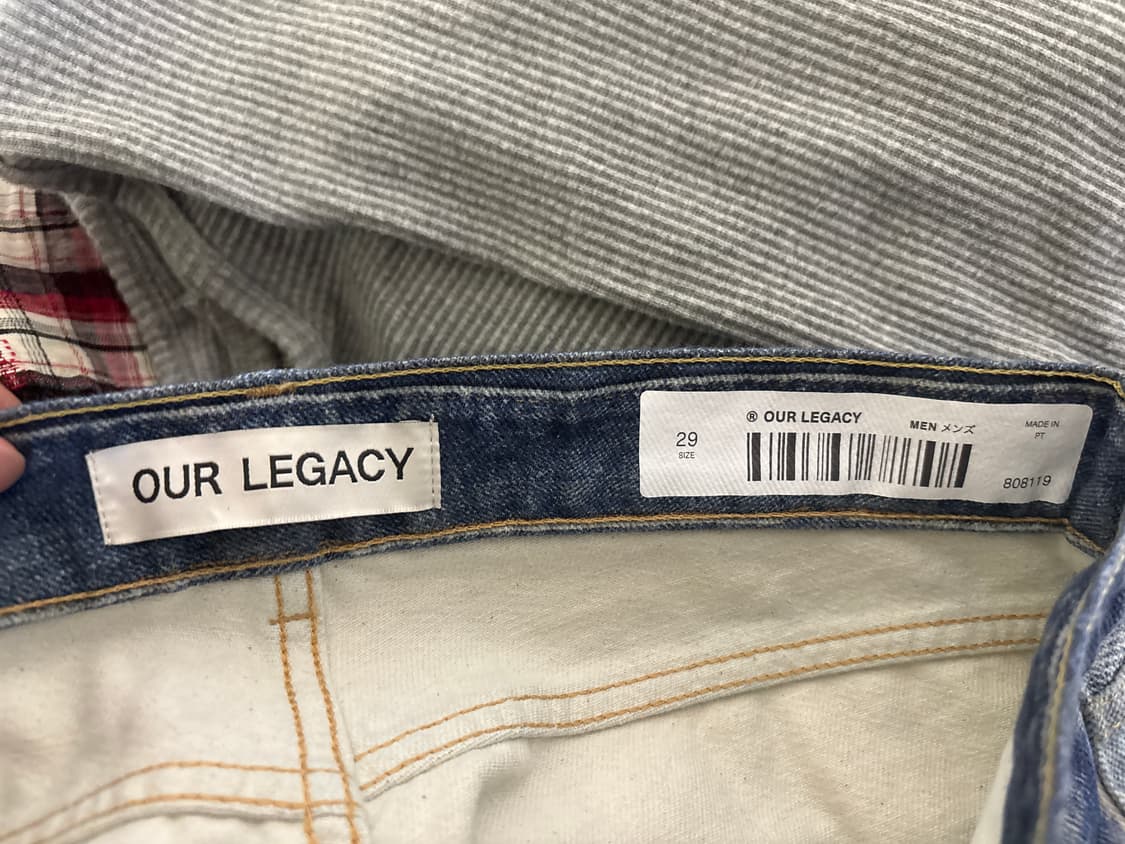 OUR LEGACY
29
SIZE
® OUR LEGACY
MEN メンズ
MADE IN
PT
808119